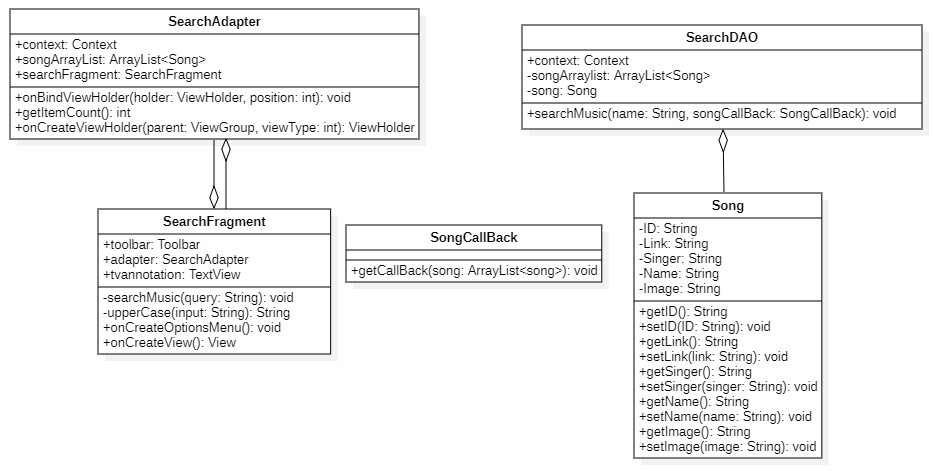 SearchAdapter
+context: Context
+songArrayList: ArrayList<Song>
+searchFragment: SearchFragment
+onBindViewHolder(holder: ViewHolder, position: int): void
+getItemCount(): int
+onCreateViewHolder(parent: ViewGroup, viewType: int): ViewHolder
SearchDAO
+context: Context
-songArraylist: ArrayList<Song>
-song: Song
+searchMusic(name: String, songCallBack: SongCallBack): void
SearchFragment
+toolbar: Toolbar
+adapter: SearchAdapter
+tvannotation: TextView
-searchMusic(query: String): void
-upperCase(input: String): String
+onCreateOptionsMenu(): void
+onCreateView(): View
SongCallBack
+getCallBack(song: ArrayList<song>): void
Song
-ID: String
-Link: String
-Singer: String
-Name: String
-Image: String
+getID(): String
+setID(ID: String): void
+getLink(): String
+setLink(link: String): void
+getSinger(): String
+setSinger(singer: String): void
+getName(): String
+setName(name: String): void
+getImage(): String
+setImage(image: String): void